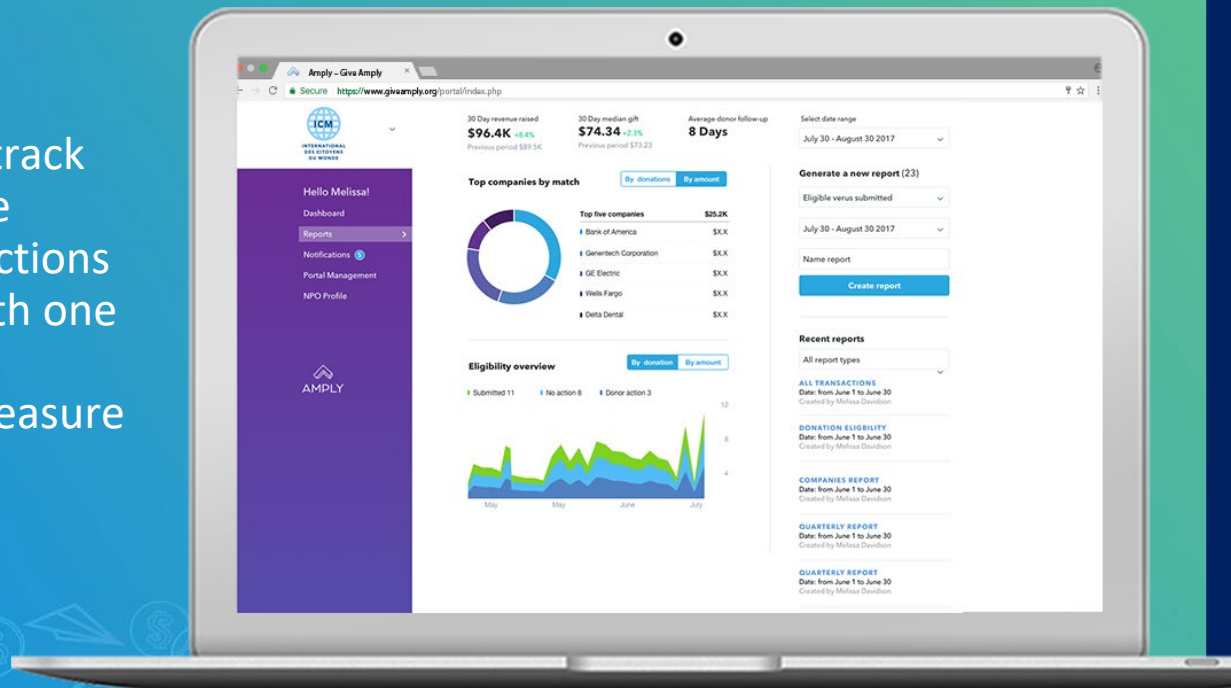 track
e
ctions
th one
easure
Amply – Give Amply ×
Secure https://www.giveamply.org/portal/index.php
ICM
INTERNATIONAL
DES CITOYENS
DU MONDE
Hello Melissa!
Dashboard
Reports
Notifications 5
Portal Management
NPO Profile
AMPLY
30 Day revenue raised
$96.4K +8.4%
Previous period $89.5K
30 Day median gift
$74.34 +2.3%
Previous period $73.23
Average donor follow-up
8 Days
Top companies by match
By donations By amount
Top five companies $25.2K
Bank of America $X.X
Genentech Corporation $X.X
GE Electric $X.X
Wells Fargo $X.X
Delta Dental $X.X
Eligibility overview
By donation By amount
Submitted 11 No action 8 Donor action 3
12
8
4
May May June July
Select date range
July 30 - August 30 2017
Generate a new report (23)
Eligible verus submitted
July 30 - August 30 2017
Name report
Create report
Recent reports
All report types
ALL TRANSACTIONS
Date: from June 1 to June 30
Created by Melissa Davidson
DONATION ELIGBILITY
Date: from June 1 to June 30
Created by Melissa Davidson
COMPANIES REPORT
Date: from June 1 to June 30
Created by Melissa Davidson
QUARTERLY REPORT
Date: from June 1 to June 30
Created by Melissa Davidson
QUARTERLY REPORT
Date: from June 1 to June 30
Created by Melissa Davidson